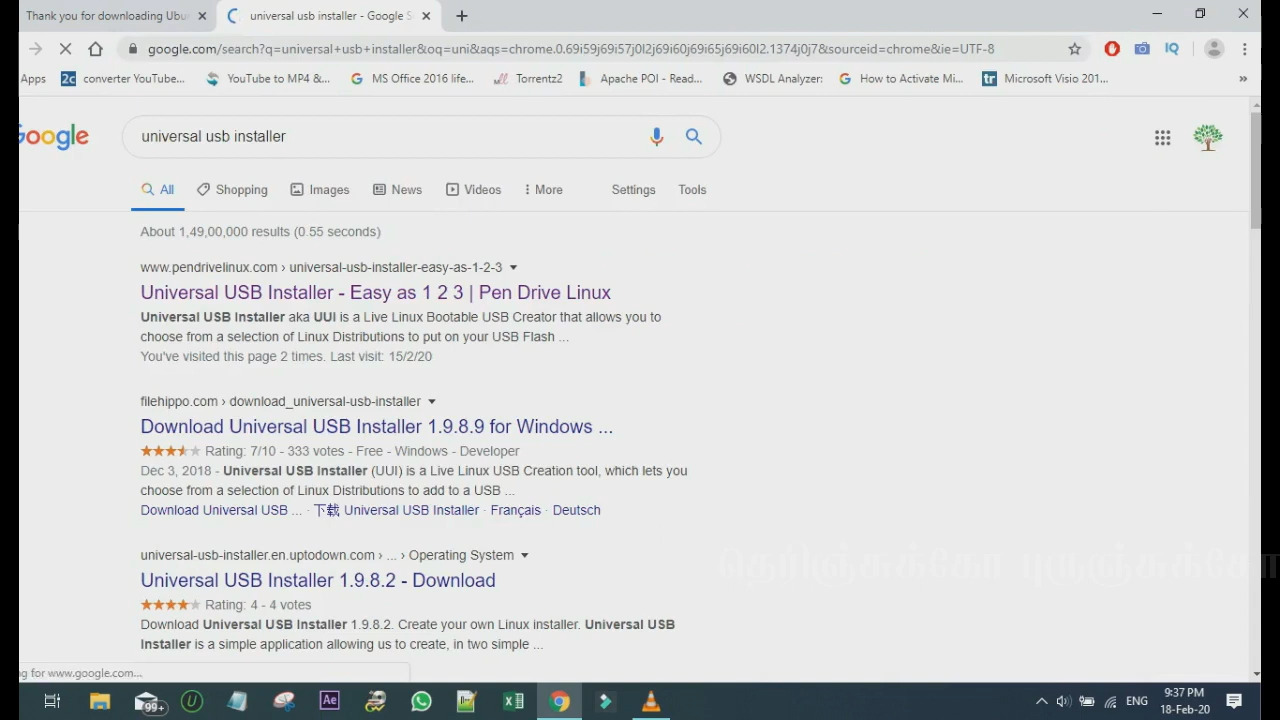 Thank you for downloading Ubu
universal usb installer - Google S
google.com/search?q=universal+usb+installer&oq=uni&aqs=chrome.0.69i59j69i57j0l2j69i60j69i65j69i60l2.1374j0j7&sourceid=chrome&ie=UTF-8
Apps
converter YouTube...
YouTube to MP4 &...
MS Office 2016 life...
Torrentz2
Apache POI - Read...
WSDL Analyzer:
How to Activate Mi...
Microsoft Visio 201...
Google
universal usb installer
All Shopping Images News Videos More Settings Tools
About 1,49,00,000 results (0.55 seconds)
www.pendrivelinux.com › universal-usb-installer-easy-as-1-2-3
Universal USB Installer - Easy as 1 2 3 | Pen Drive Linux
Universal USB Installer aka UUI is a Live Linux Bootable USB Creator that allows you to
choose from a selection of Linux Distributions to put on your USB Flash ...
You've visited this page 2 times. Last visit: 15/2/20
filehippo.com › download_universal-usb-installer
Download Universal USB Installer 1.9.8.9 for Windows ...
Rating: 7/10 - 333 votes - Free - Windows - Developer
Dec 3, 2018 - Universal USB Installer (UUI) is a Live Linux USB Creation tool, which lets you
choose from a selection of Linux Distributions to add to a USB ...
Download Universal USB ... · 下载 Universal USB Installer · Français · Deutsch
universal-usb-installer.en.uptodown.com › ... › Operating System
Universal USB Installer 1.9.8.2 - Download
Rating: 4 - 4 votes
Download Universal USB Installer 1.9.8.2. Create your own Linux installer. Universal USB
Installer is a simple application allowing us to create, in two simple ...
தெரிஞ்சுக்கோ புரிஞ்சுக்கோ
ng for www.google.com...
99+
Ae
ENG
9:37 PM
18-Feb-20